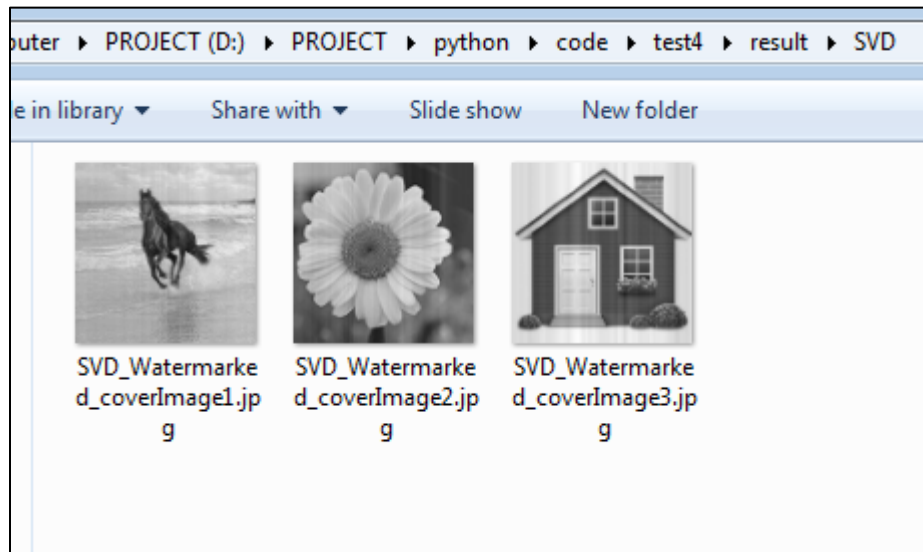 puter ▸ PROJECT (D:) ▸ PROJECT ▸ python ▸ code ▸ test4 ▸ result ▸ SVD
e in library ▾ Share with ▾ Slide show New folder
SVD_Watermarke
d_coverImage1.jp
g
SVD_Watermarke
d_coverImage2.jp
g
SVD_Watermarke
d_coverImage3.jp
g